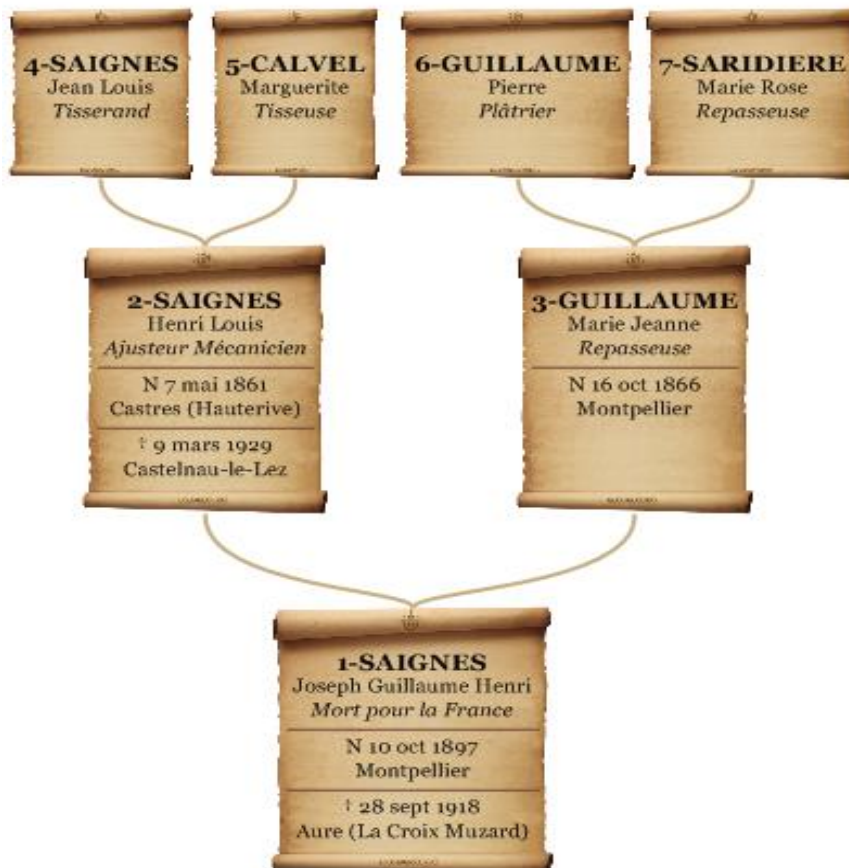 4-SAIGNES
Jean Louis
Tisserand
5-CALVEL
Marguerite
Tisseuse
6-GUILLAUME
Pierre
Plâtrier
7-SARIDIERE
Marie Rose
Repasseuse
2-SAIGNES
Henri Louis
Ajusteur Mécanicien
N 7 mai 1861
Castres (Hauterive)
† 9 mars 1929
Castelnau-le-Lez
3-GUILLAUME
Marie Jeanne
Repasseuse
N 16 oct 1866
Montpellier
1-SAIGNES
Joseph Guillaume Henri
Mort pour la France
N 10 oct 1897
Montpellier
† 28 sept 1918
Aure (La Croix Muzard)